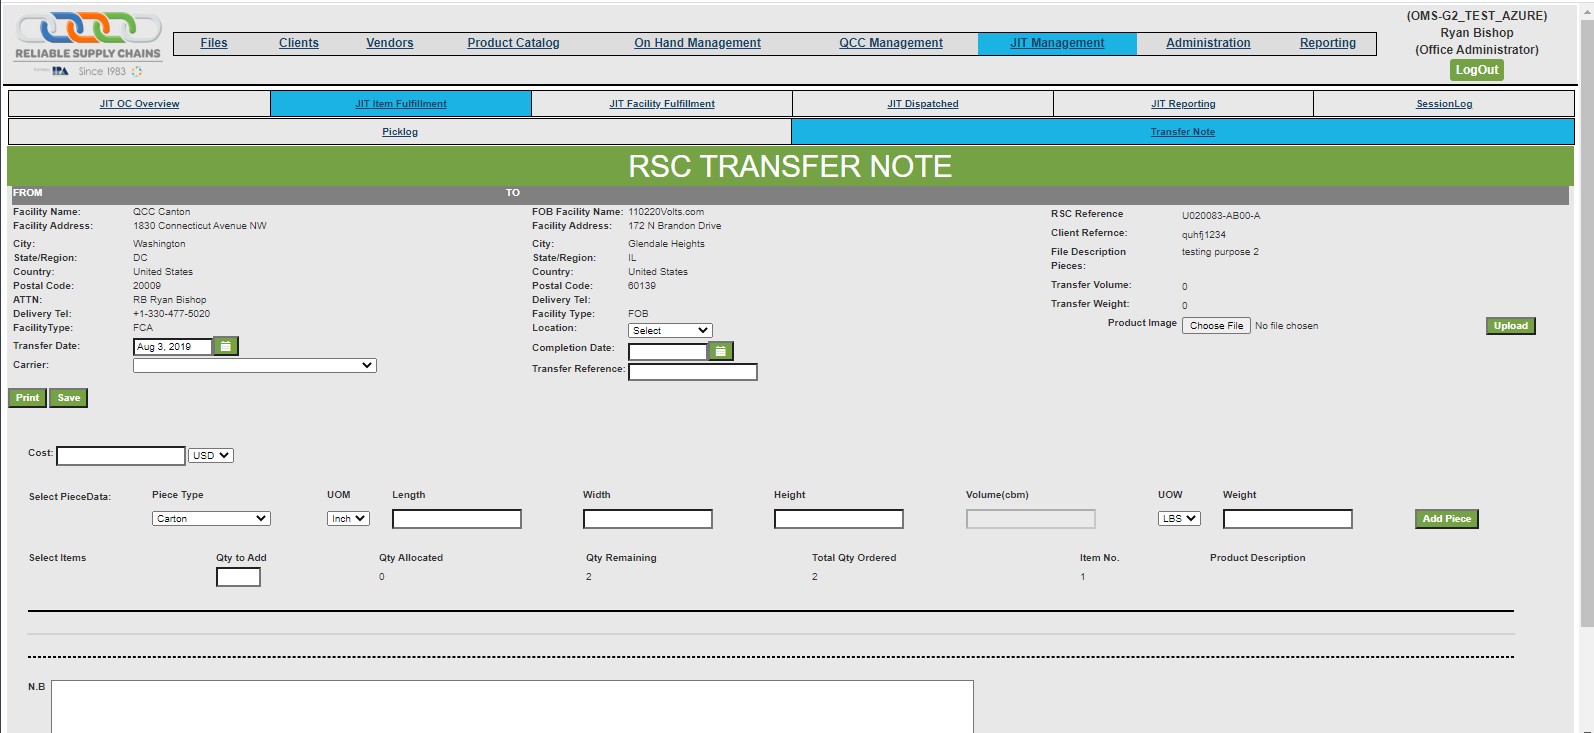 (OMS-G2_TEST_AZURE)
Ryan Bishop
(Office Administrator)
LogOut
RELIABLE SUPPLY CHAINS
IPA Since 1983
Files Clients Vendors Product Catalog On Hand Management QCC Management JIT Management Administration Reporting
JIT OC Overview JIT Item Fulfillment JIT Facility Fulfillment JIT Dispatched JIT Reporting SessionLog
Picklog Transfer Note
RSC TRANSFER NOTE
FROM TO
Facility Name: QCC Canton
Facility Address: 1830 Connecticut Avenue NW
City: Washington
State/Region: DC
Country: United States
Postal Code: 20009
ATTN: RB Ryan Bishop
Delivery Tel: +1-330-477-5020
FacilityType: FCA
Transfer Date: Aug 3, 2019
Carrier:
FOB Facility Name: 110220Volts.com
Facility Address: 172 N Brandon Drive
City: Glendale Heights
State/Region: IL
Country: United States
Postal Code: 60139
Delivery Tel:
Facility Type: FOB
Location: Select
Completion Date:
Transfer Reference:
RSC Reference U020083-AB00-A
Client Refernce: quhfj1234
File Description testing purpose 2
Pieces:
Transfer Volume: 0
Transfer Weight: 0
Product Image Choose File No file chosen Upload
Print Save
Cost: USD
Select PieceData: Piece Type UOM Length Width Height Volume(cbm) UOW Weight
Carton Inch LBS Add Piece
Select Items Qty to Add Qty Allocated Qty Remaining Total Qty Ordered Item No. Product Description
0 2 2 1
N.B